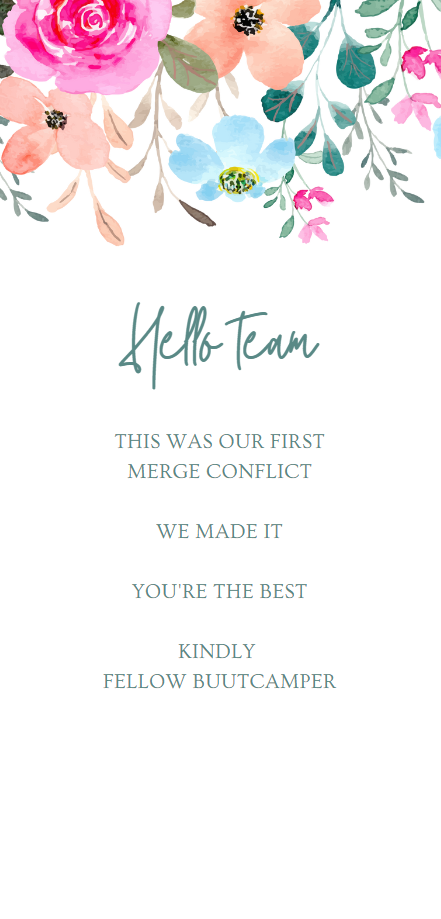 Hello Team
THIS WAS OUR FIRST
MERGE CONFLICT
WE MADE IT
YOU'RE THE BEST
KINDLY
FELLOW BUUTCAMPER